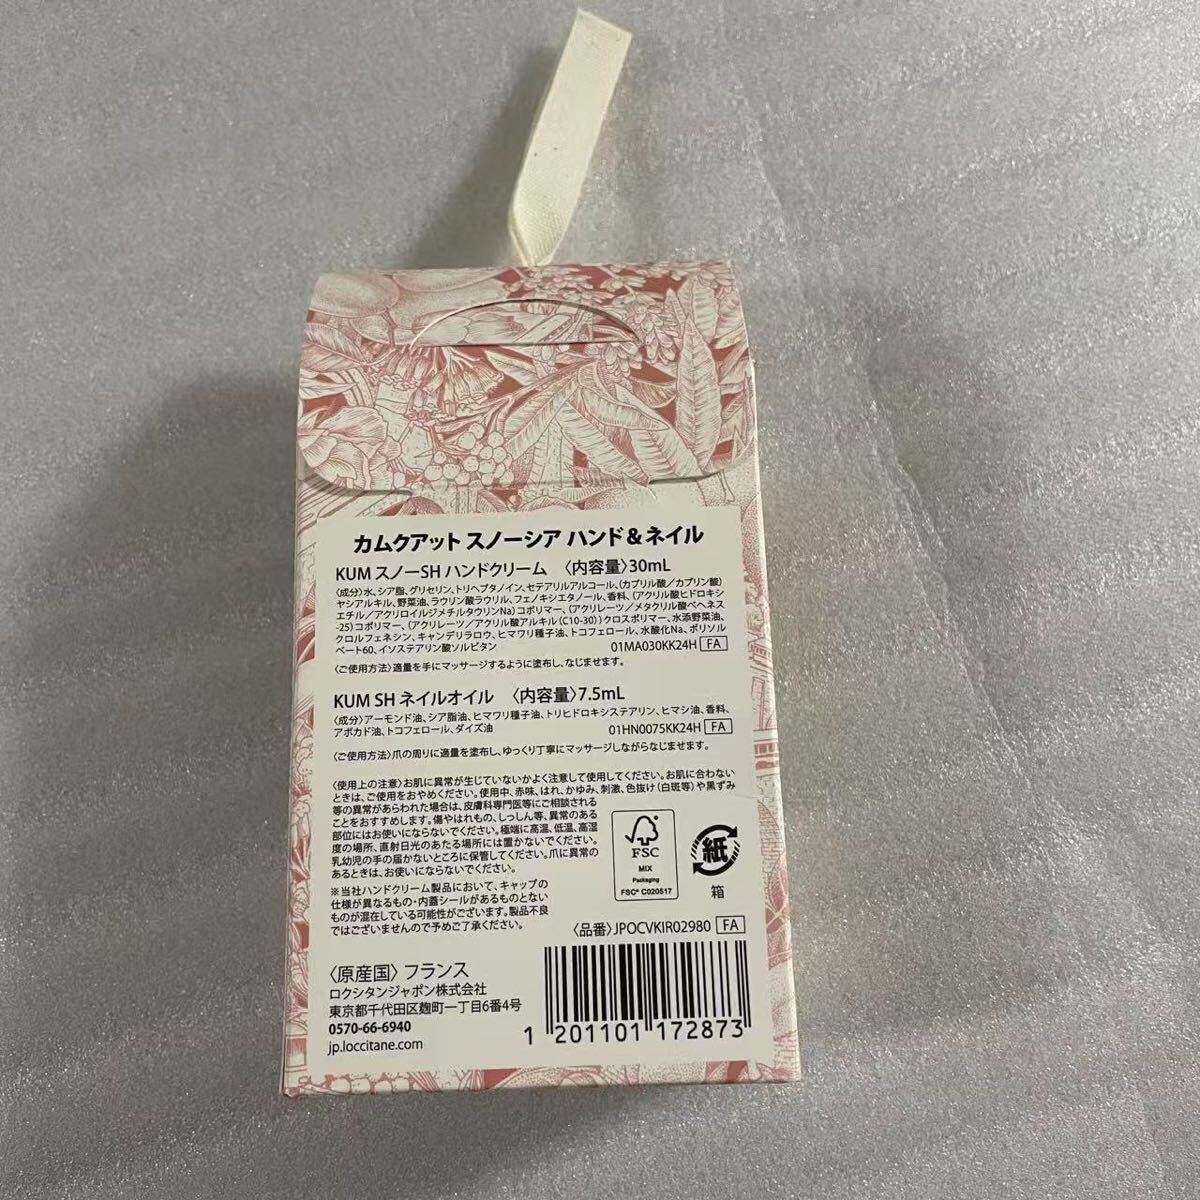 カムクアット スノーシア ハンド＆ネイル
KUM スノーSH ハンドクリーム 〈内容量〉30mL
〈成分〉水、シア脂、グリセリン、トリヘプタノイン、セテアリルアルコール、(カプリル酸／カプリン酸)
ヤシアルキル、野菜油、ラウリン酸ラウリル、フェノキシエタノール、香料、(アクリル酸ヒドロキシ
エチル／アクリロイルジメチルタウリンNa)コポリマー、(アクリレーツ／メタクリル酸ベヘネス
-25)コポリマー、(アクリレーツ／アクリル酸アルキル(C10-30))クロスポリマー、水添野菜油、
クロルフェネシン、キャンデリラロウ、ヒマワリ種子油、トコフェロール、水酸化Na、ポリソル
ベート60、イソステアリン酸ソルビタン 01MA030KK24H FA
〈ご使用方法〉適量を手にマッサージするように塗布し、なじませます。
KUM SH ネイルオイル 〈内容量〉7.5mL
〈成分〉アーモンド油、シア脂油、ヒマワリ種子油、トリヒドロキシステアリン、ヒマシ油、香料、
アボカド油、トコフェロール、ダイズ油 01HN0075KK24H FA
〈ご使用方法〉爪の周りに適量を塗布し、ゆっくり丁寧にマッサージしながらなじませます。
〈使用上の注意〉お肌に異常が生じていないかよく注意して使用してください。お肌に合わない
ときは、ご使用をおやめください。使用中、赤味、はれ、かゆみ、刺激、色抜け(白斑等)や黒ずみ
等の異常があらわれた場合は、皮膚科専門医等にご相談される
ことをおすすめします。傷やはれもの、しっしん等、異常のある
部位にはお使いにならないでください。極端に高温、低温、高湿
度の場所、直射日光のあたる場所には置かないでください。
乳幼児の手の届かないところに保管してください。爪に異常の
あるときは、お使いにならないでください。
※当社ハンドクリーム製品において、キャップの
仕様が異なるもの・内蓋シールがあるものとない
ものが混在している可能性がございます。製品不良
ではございませんので予めご了承ください。
FSC
MIX
Packaging
FSC® C020517
紙
箱
〈品番〉JPOCVKIR02980 FA
〈原産国〉フランス
ロクシタンジャポン株式会社
東京都千代田区麹町一丁目6番4号
0570-66-6940
jp.loccitane.com
1 201101 172873